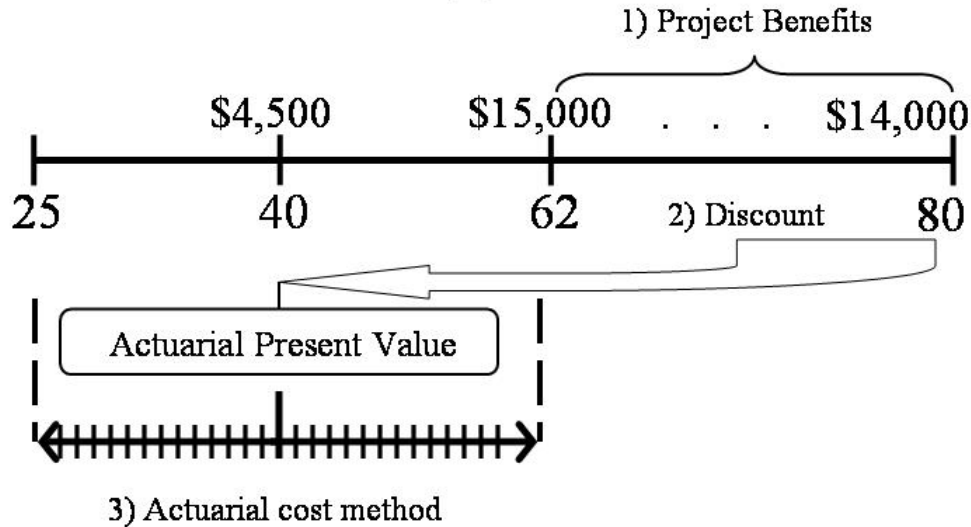 1) Project Benefits
$4,500 $15,000 . . . $14,000
25 40 62 80
2) Discount
Actuarial Present Value
3) Actuarial cost method